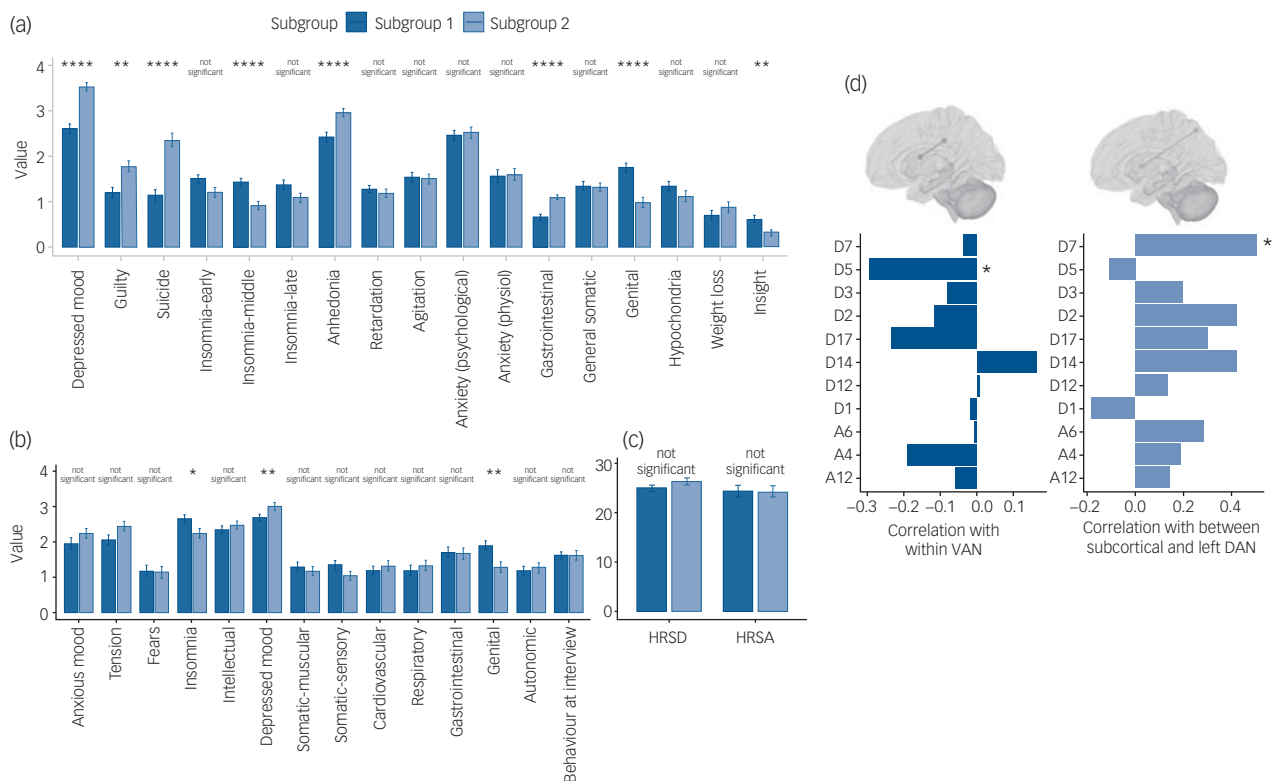 (a)
Subgroup Subgroup 1 Subgroup 2
**** ** **** not significant **** not significant **** not significant not significant not significant not significant **** not significant **** not significant not significant **
Value
4
3
2
1
0
Depressed mood
Guilty
Suicide
Insomnia-early
Insomnia-middle
Insomnia-late
Anhedonia
Retardation
Agitation
Anxiety (psychological)
Anxiety (physiol)
Gastrointestinal
General somatic
Genital
Hypochondria
Weight loss
Insight
(b)
not significant not significant not significant * not significant ** not significant not significant not significant not significant not significant ** not significant not significant
Value
4
3
2
1
0
Anxious mood
Tension
Fears
Insomnia
Intellectual
Depressed mood
Somatic-muscular
Somatic-sensory
Cardiovascular
Respiratory
Gastrointestinal
Genital
Autonomic
Behaviour at interview
(c)
not significant not significant
30
20
10
0
HRSD HRSA
(d)
D7
D5 *
D3
D2
D17
D14
D12
D1
A6
A4
A12
−0.3 −0.2 −0.1 0.0 0.1
Correlation with
within VAN
D7 *
D5
D3
D2
D17
D14
D12
D1
A6
A4
A12
0.0 0.2 0.4
Correlation with between
subcortical and left DAN